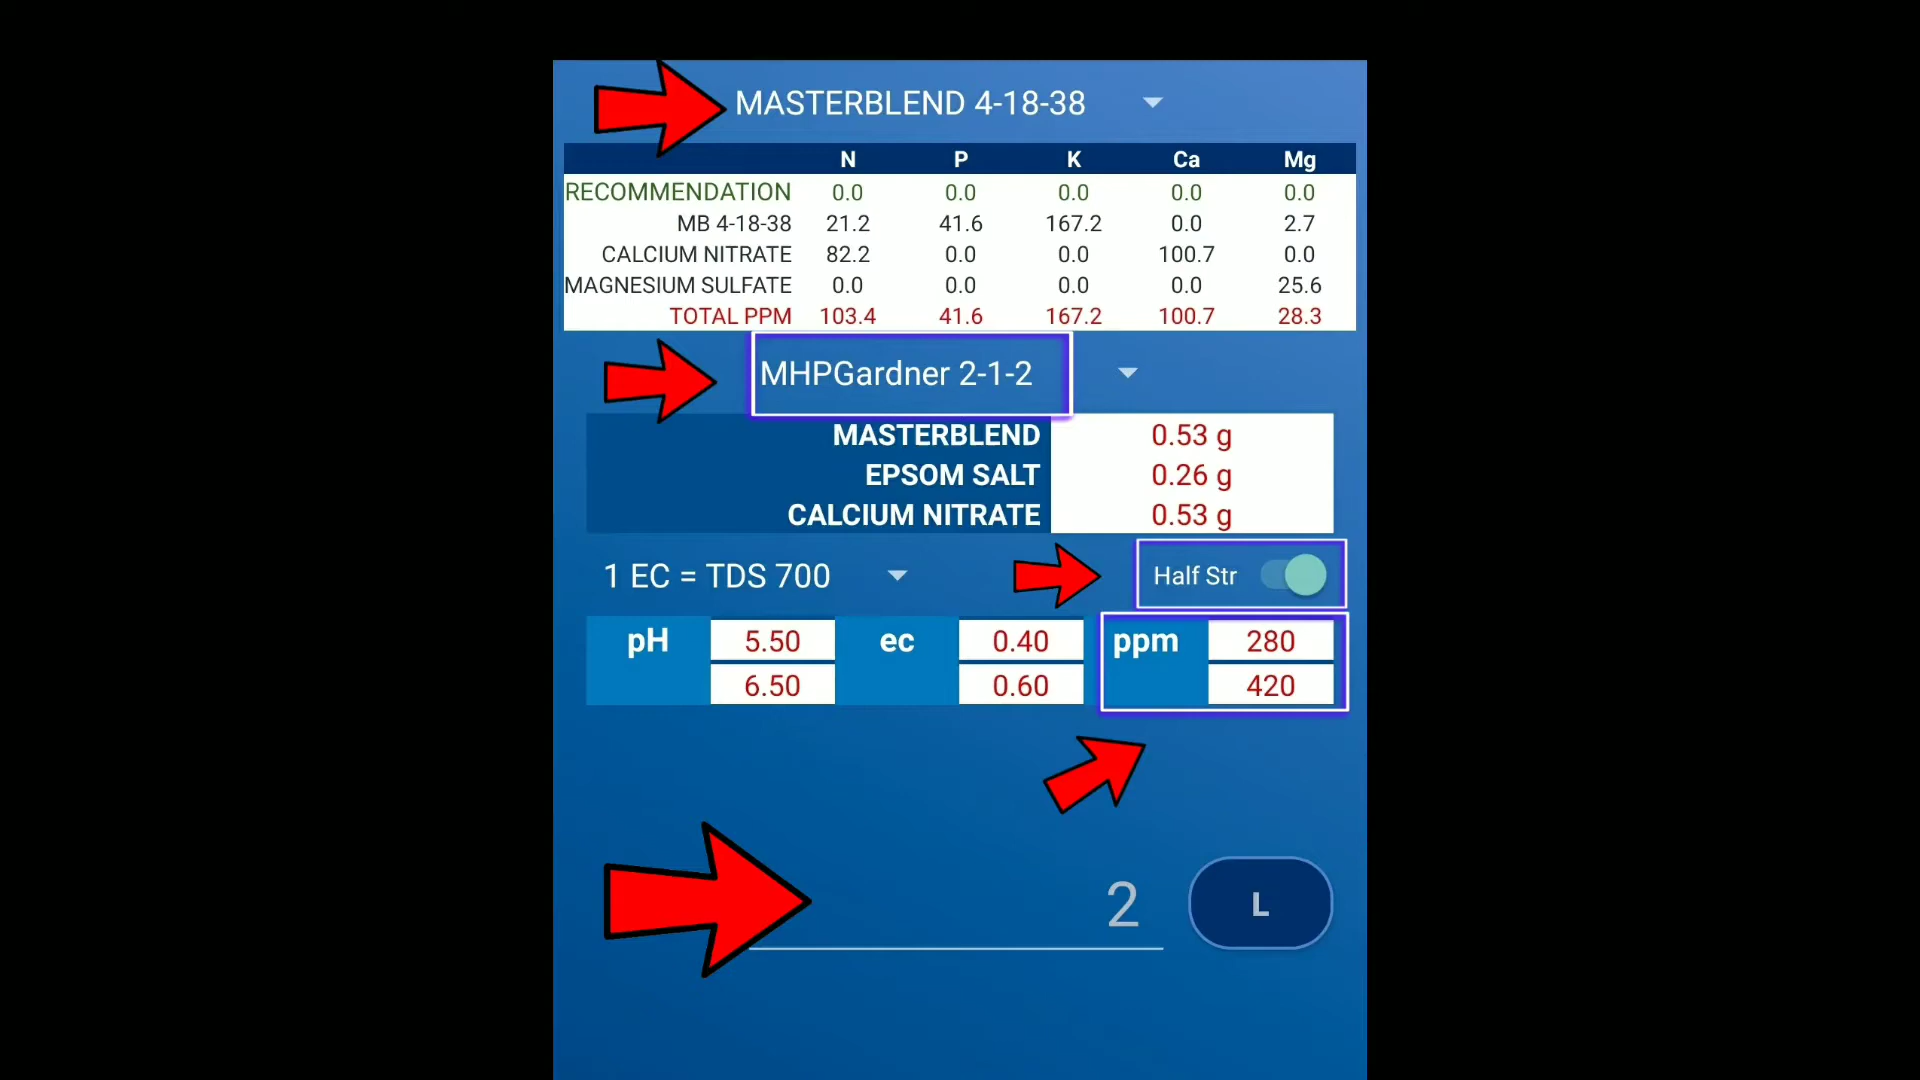 MASTERBLEND 4-18-38
N P K Ca Mg
RECOMMENDATION 0.0 0.0 0.0 0.0 0.0
MB 4-18-38 21.2 41.6 167.2 0.0 2.7
CALCIUM NITRATE 82.2 0.0 0.0 100.7 0.0
MAGNESIUM SULFATE 0.0 0.0 0.0 0.0 25.6
TOTAL PPM 103.4 41.6 167.2 100.7 28.3
MHPGardner 2-1-2
MASTERBLEND 0.53 g
EPSOM SALT 0.26 g
CALCIUM NITRATE 0.53 g
1 EC = TDS 700 Half Str
pH 5.50 ec 0.40 ppm 280
6.50 0.60 420
2 L